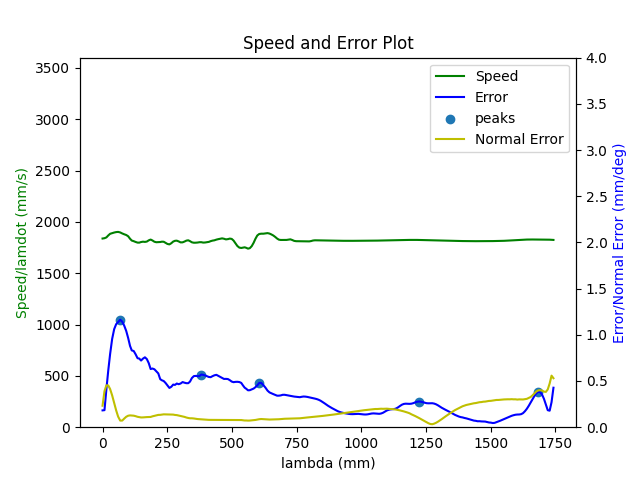 Speed and Error Plot
Speed
Error
peaks
Normal Error
Speed/lamdot (mm/s)
3500
3000
2500
2000
1500
1000
500
0
Error/Normal Error (mm/deg)
4.0
3.5
3.0
2.5
2.0
1.5
1.0
0.5
0.0
0 250 500 750 1000 1250 1500 1750
lambda (mm)